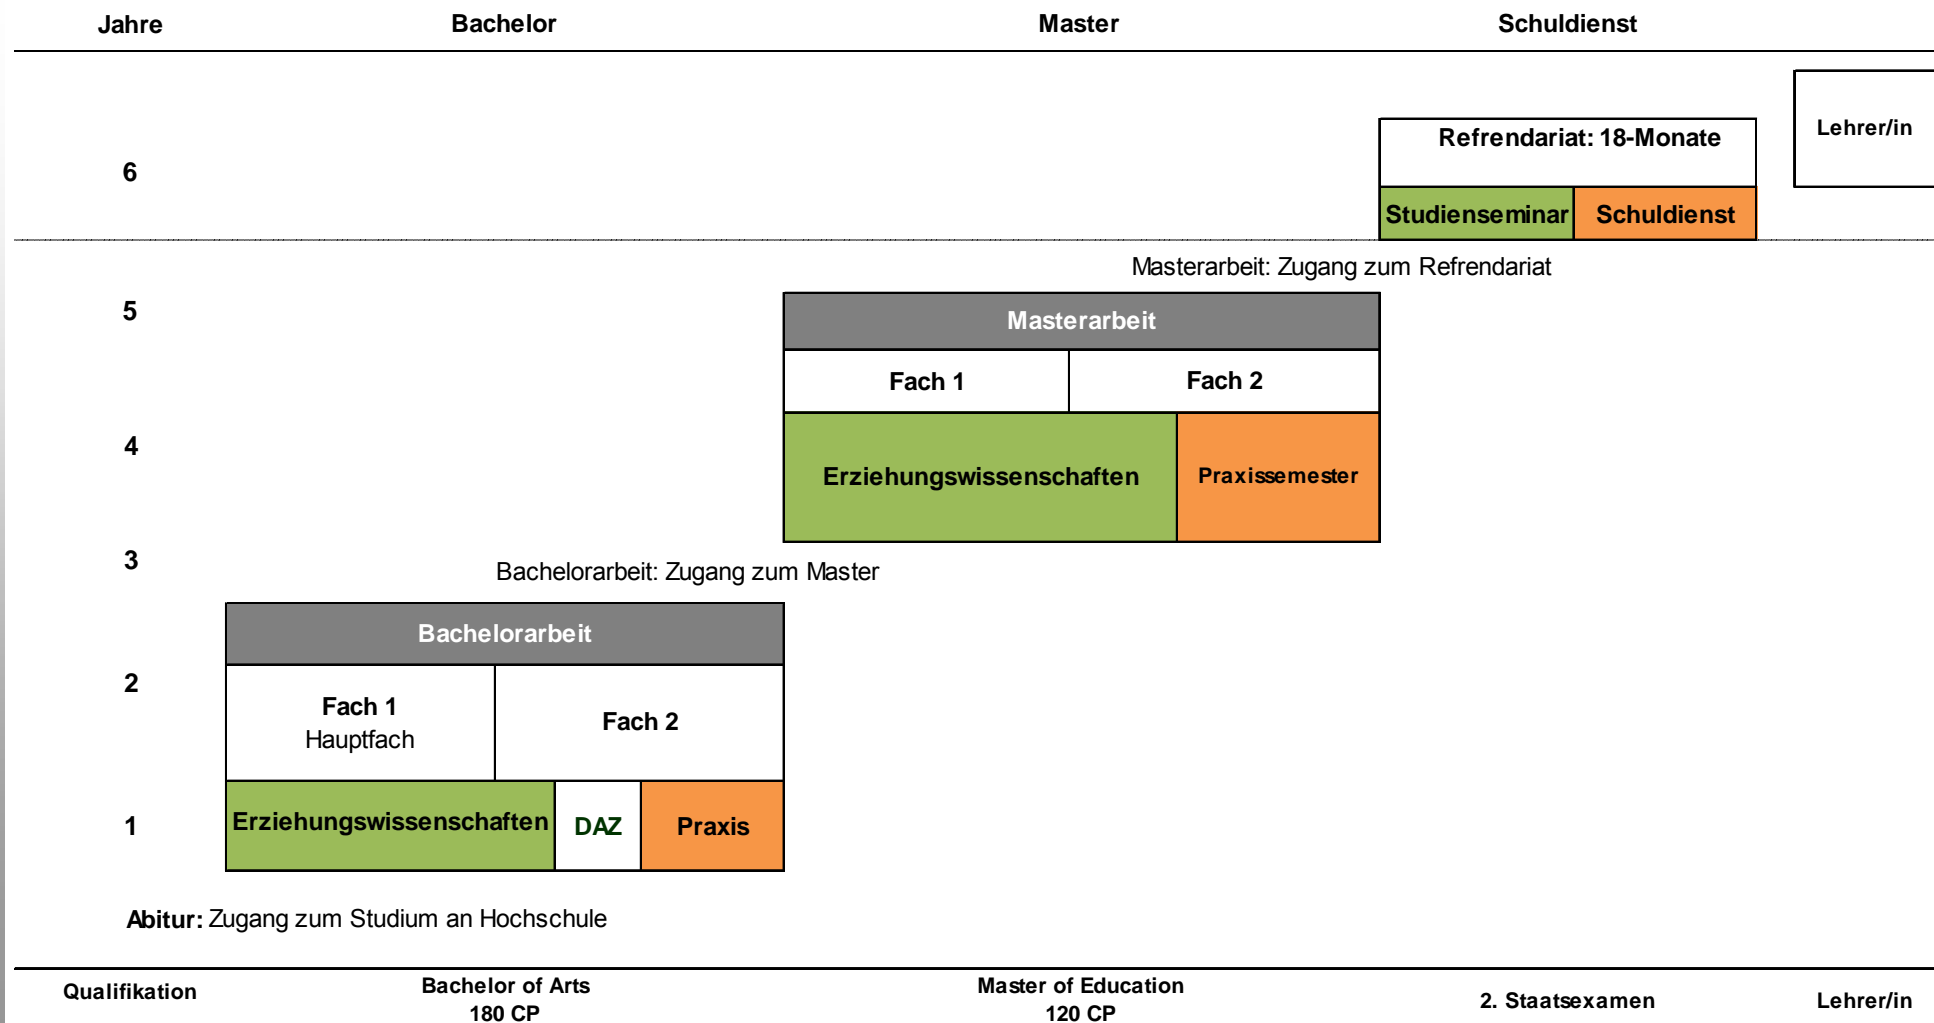 Jahre Bachelor Master Schuldienst
Refrendariat: 18-Monate
Lehrer/in
6
Studienseminar Schuldienst
Masterarbeit: Zugang zum Refrendariat
5
Masterarbeit
Fach 1 Fach 2
4
Erziehungswissenschaften Praxissemester
3
Bachelorarbeit: Zugang zum Master
Bachelorarbeit
2
Fach 1
Hauptfach
Fach 2
1
Erziehungswissenschaften DAZ Praxis
Abitur: Zugang zum Studium an Hochschule
Qualifikation
Bachelor of Arts
180 CP
Master of Education
120 CP
2. Staatsexamen
Lehrer/in